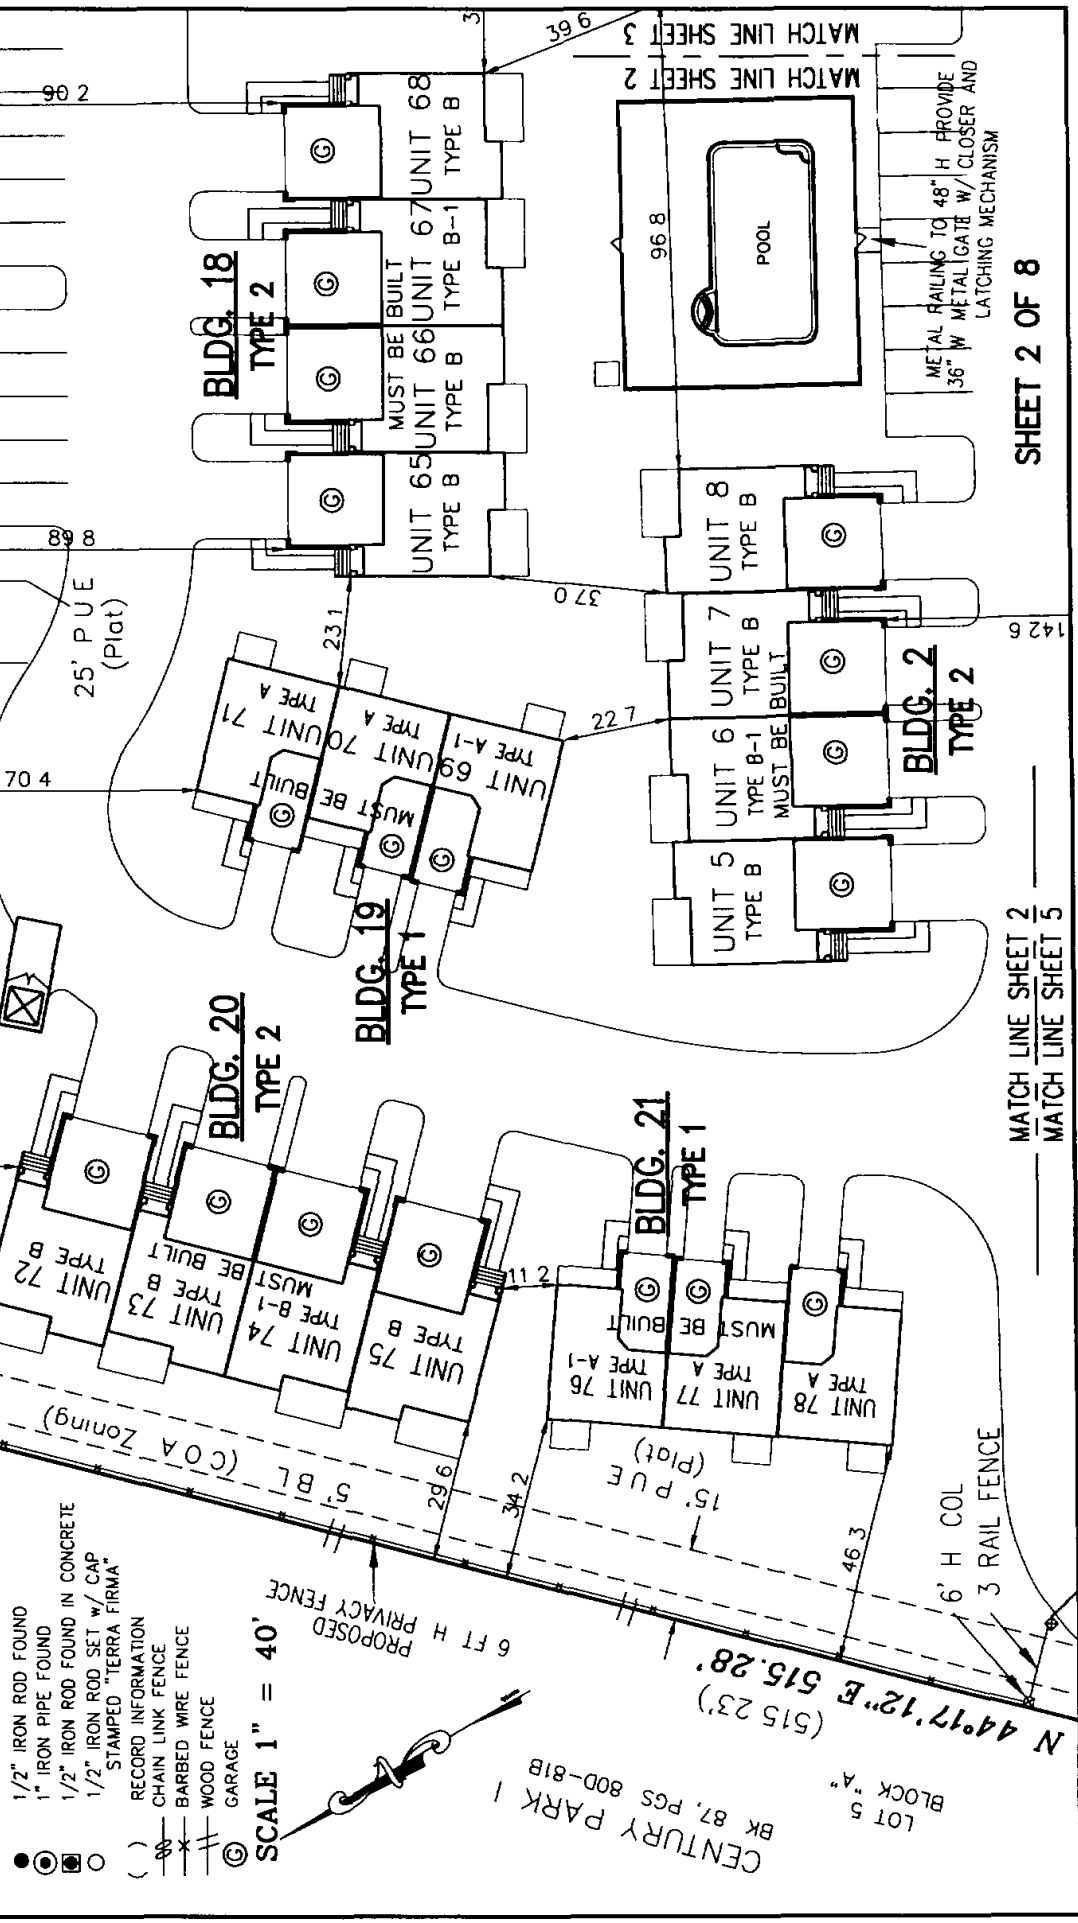 1/2" IRON ROD FOUND
1" IRON PIPE FOUND
1/2" IRON ROD FOUND IN CONCRETE
1/2" IRON ROD SET w/ CAP
STAMPED "TERRA FIRMA"
( ) RECORD INFORMATION
CHAIN LINK FENCE
BARBED WIRE FENCE
WOOD FENCE
G GARAGE
SCALE 1" = 40'
N
CENTURY PARK I
BK 87, PGS 80D-81B
LOT 5
BLOCK "A"
N 44°17'12"E 515.28'
(515 23')
PROPOSED
6 FT H PRIVACY FENCE
5' B L (C O A Zoning)
15' P U E
(Plat)
6' H COL
3 RAIL FENCE
29 6
34 2
46 3
11 2
BLDG. 20
TYPE 2
UNIT 72
TYPE B
G
UNIT 73
TYPE B
G
UNIT 74
TYPE B-1
G
MUST BE BUILT
UNIT 75
TYPE B
G
BLDG. 21
TYPE 1
UNIT 76
TYPE A-1
G
UNIT 77
TYPE A
G
MUST BE BUILT
UNIT 78
TYPE A
G
BLDG. 19
TYPE 1
UNIT 71
TYPE A
G
UNIT 70
TYPE A
G
MUST BE BUILT
UNIT 69
TYPE A-1
G
70 4
23 1
22 7
25' P U E
(Plat)
90 2
89 8
BLDG. 18
TYPE 2
UNIT 65
TYPE B
G
UNIT 66
TYPE B
G
MUST BE BUILT
UNIT 67
TYPE B-1
G
UNIT 68
TYPE B
G
3
39 6
96 8
37 0
142 6
BLDG. 2
TYPE 2
UNIT 5
TYPE B
G
UNIT 6
TYPE B-1
G
MUST BE BUILT
UNIT 7
TYPE B
G
UNIT 8
TYPE B
G
POOL
METAL RAILING TO 48" H PROVIDE
36" W METAL GATE W/ CLOSER AND
LATCHING MECHANISM
MATCH LINE SHEET 3
MATCH LINE SHEET 2
MATCH LINE SHEET 2
MATCH LINE SHEET 5
SHEET 2 OF 8